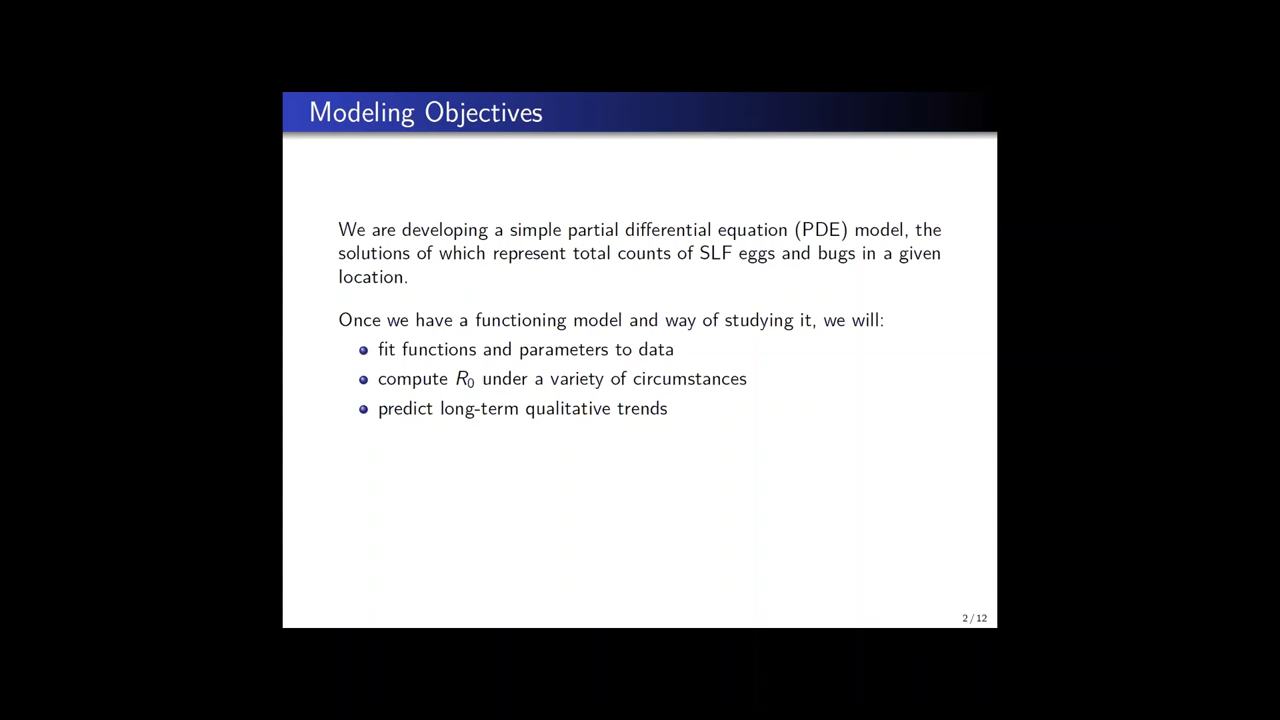 Modeling Objectives
We are developing a simple partial differential equation (PDE) model, the
solutions of which represent total counts of SLF eggs and bugs in a given
location.
Once we have a functioning model and way of studying it, we will:
fit functions and parameters to data
compute R₀ under a variety of circumstances
predict long-term qualitative trends
2 / 12